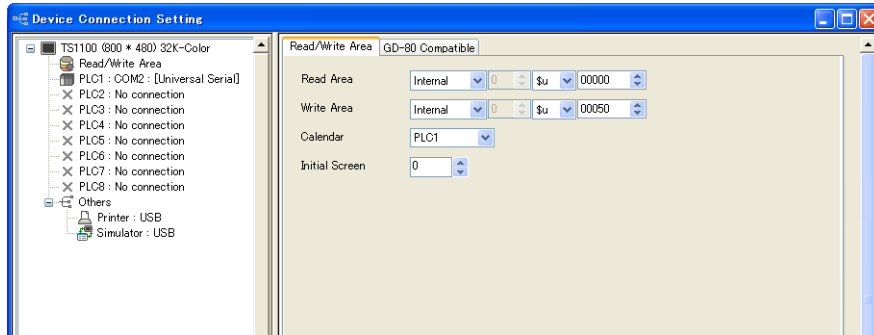 Device Connection Setting
TS1100 (800 * 480) 32K-Color
Read/Write Area
PLC1 : COM2 : [Universal Serial]
PLC2 : No connection
PLC3 : No connection
PLC4 : No connection
PLC5 : No connection
PLC6 : No connection
PLC7 : No connection
PLC8 : No connection
Others
Printer : USB
Simulator : USB
Read/Write Area GD-80 Compatible
Read Area Internal 0 $u 00000
Write Area Internal 0 $u 00050
Calendar PLC1
Initial Screen 0